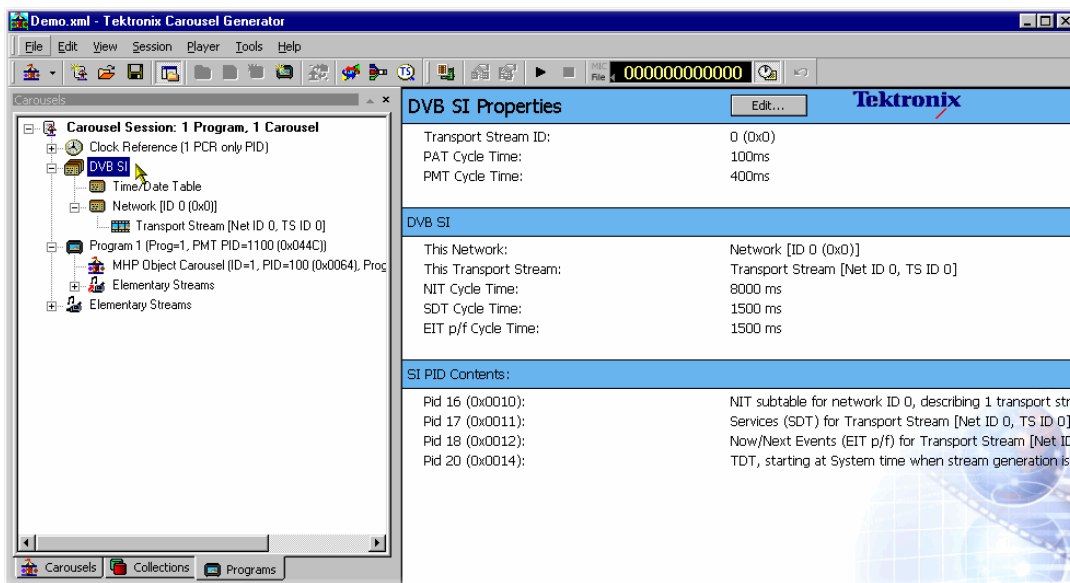 Demo.xml - Tektronix Carousel Generator
File Edit View Session Player Tools Help
MIC File 000000000000
Carousels
Carousel Session: 1 Program, 1 Carousel
Clock Reference (1 PCR only PID)
DVB SI
Time/Date Table
Network [ID 0 (0x0)]
Transport Stream [Net ID 0, TS ID 0]
Program 1 (Prog=1, PMT PID=1100 (0x044C))
MHP Object Carousel (ID=1, PID=100 (0x0064), Prog
Elementary Streams
Elementary Streams
Carousels Collections Programs
DVB SI Properties Edit... Tektronix
Transport Stream ID: 0 (0x0)
PAT Cycle Time: 100ms
PMT Cycle Time: 400ms
DVB SI
This Network: Network [ID 0 (0x0)]
This Transport Stream: Transport Stream [Net ID 0, TS ID 0]
NIT Cycle Time: 8000 ms
SDT Cycle Time: 1500 ms
EIT p/f Cycle Time: 1500 ms
SI PID Contents:
Pid 16 (0x0010): NIT subtable for network ID 0, describing 1 transport str
Pid 17 (0x0011): Services (SDT) for Transport Stream [Net ID 0, TS ID 0]
Pid 18 (0x0012): Now/Next Events (EIT p/f) for Transport Stream [Net ID
Pid 20 (0x0014): TDT, starting at System time when stream generation is